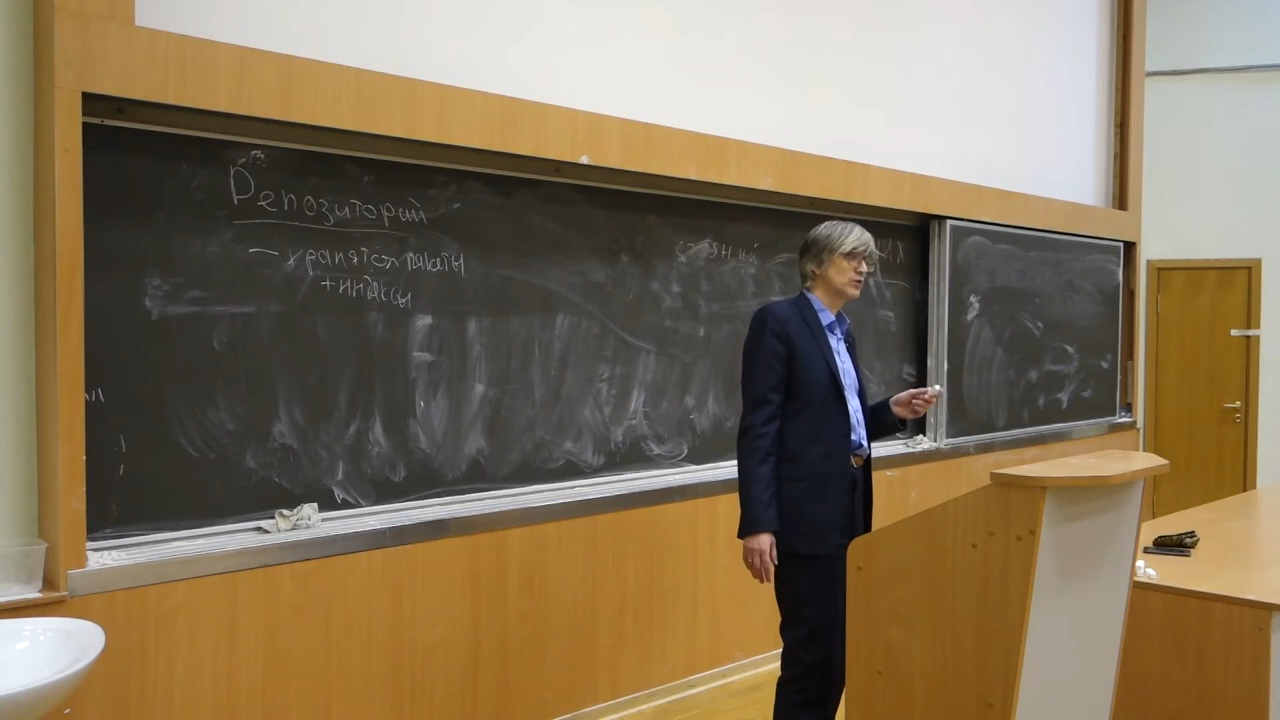 Репозиторий
— хранятся пакеты
+индексы